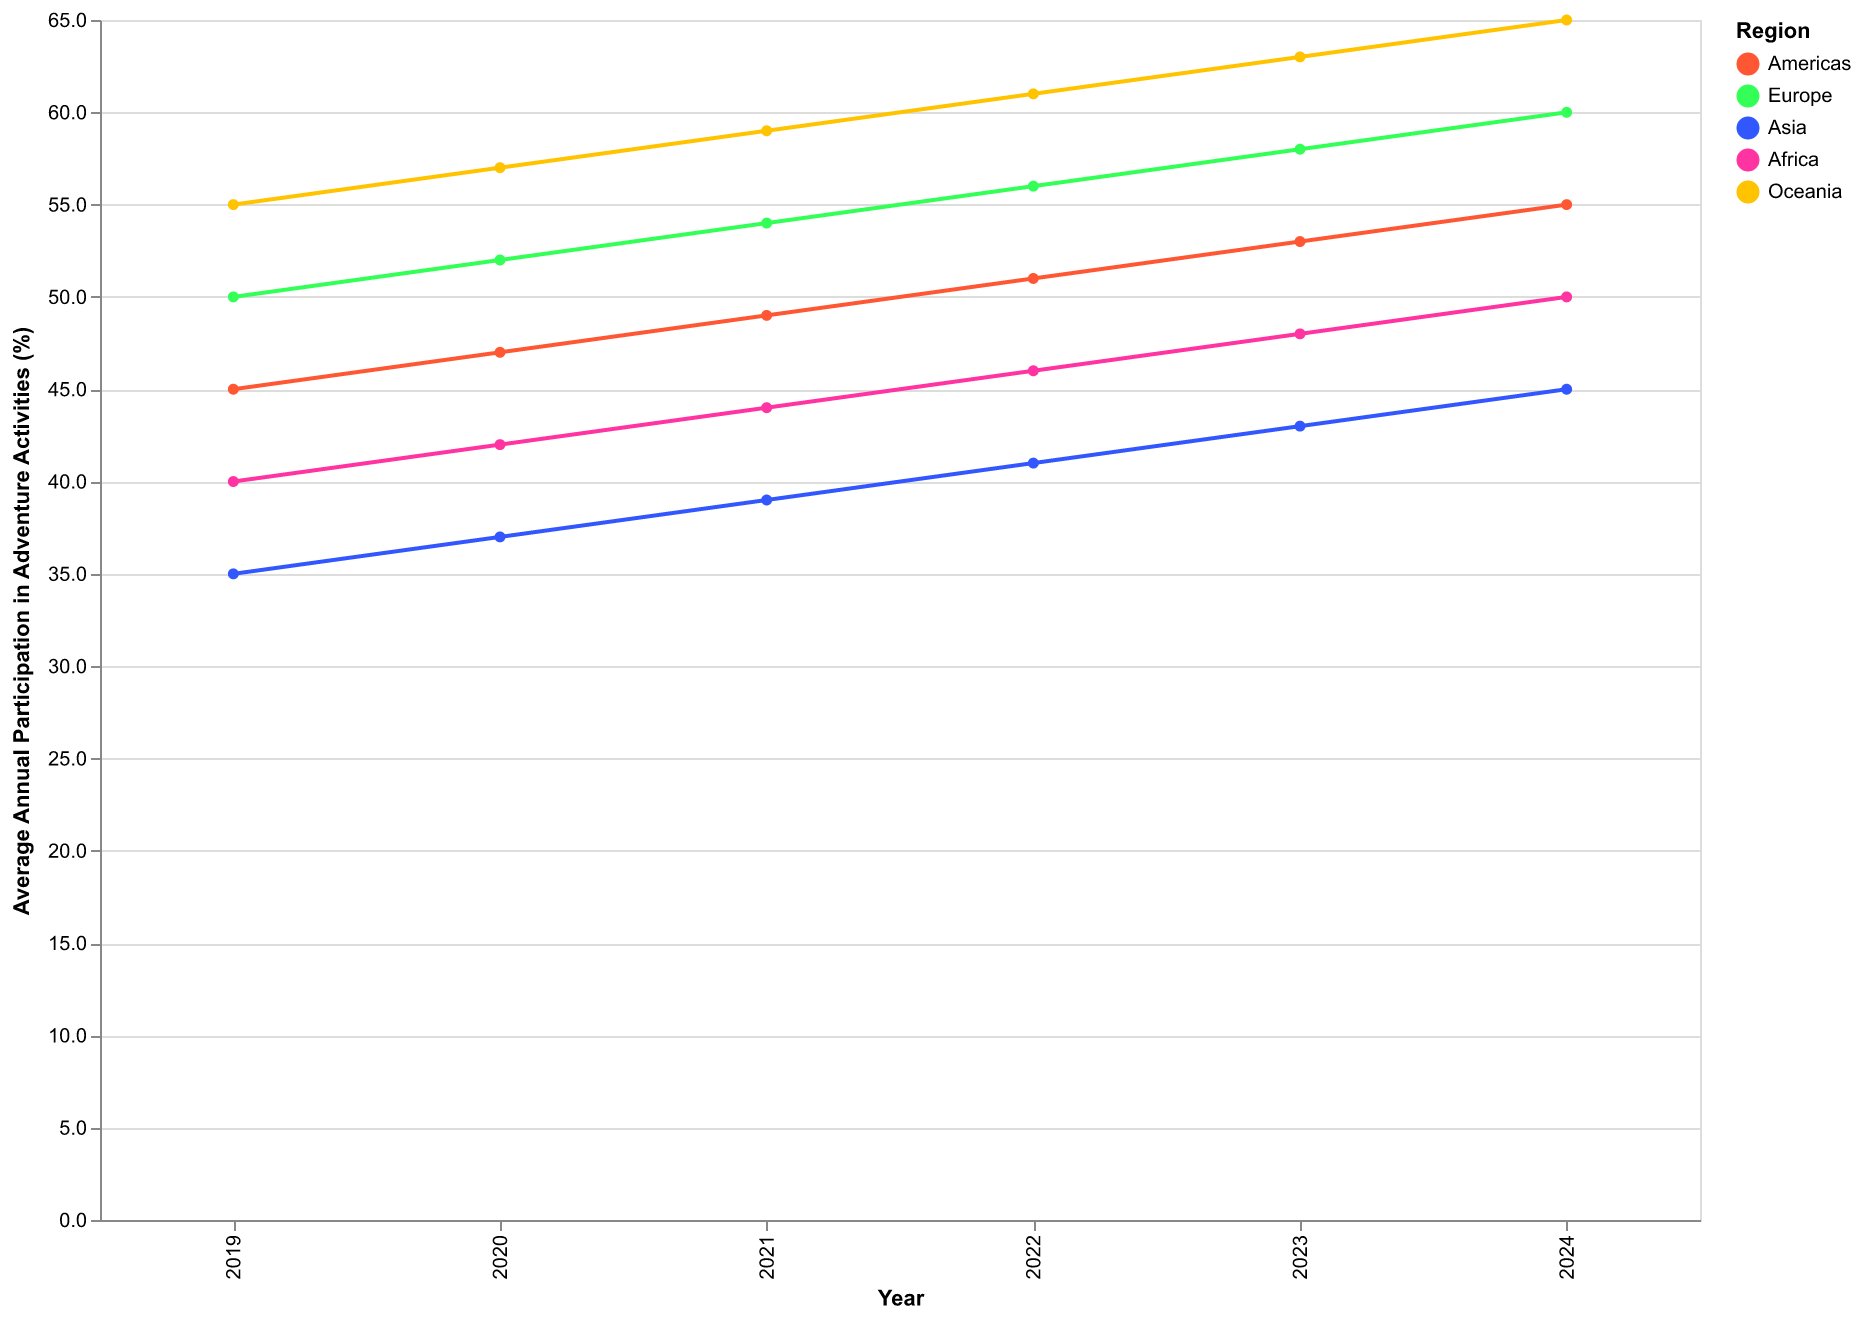 65.0
60.0
55.0
50.0
45.0
40.0
35.0
30.0
25.0
20.0
15.0
10.0
5.0
0.0
Average Annual Participation in Adventure Activities (%)
2019
2020
2021
2022
2023
2024
Year
Region
Americas
Europe
Asia
Africa
Oceania